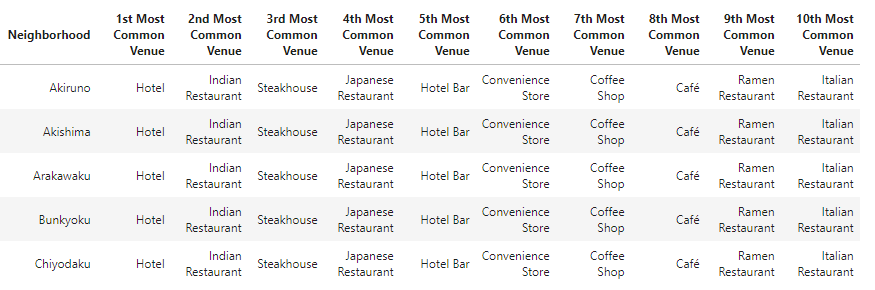 Neighborhood 1st Most Common Venue 2nd Most Common Venue 3rd Most Common Venue 4th Most Common Venue 5th Most Common Venue 6th Most Common Venue 7th Most Common Venue 8th Most Common Venue 9th Most Common Venue 10th Most Common Venue
Akiruno Hotel Indian Restaurant Steakhouse Japanese Restaurant Hotel Bar Convenience Store Coffee Shop Café Ramen Restaurant Italian Restaurant
Akishima Hotel Indian Restaurant Steakhouse Japanese Restaurant Hotel Bar Convenience Store Coffee Shop Café Ramen Restaurant Italian Restaurant
Arakawaku Hotel Indian Restaurant Steakhouse Japanese Restaurant Hotel Bar Convenience Store Coffee Shop Café Ramen Restaurant Italian Restaurant
Bunkyoku Hotel Indian Restaurant Steakhouse Japanese Restaurant Hotel Bar Convenience Store Coffee Shop Café Ramen Restaurant Italian Restaurant
Chiyodaku Hotel Indian Restaurant Steakhouse Japanese Restaurant Hotel Bar Convenience Store Coffee Shop Café Ramen Restaurant Italian Restaurant